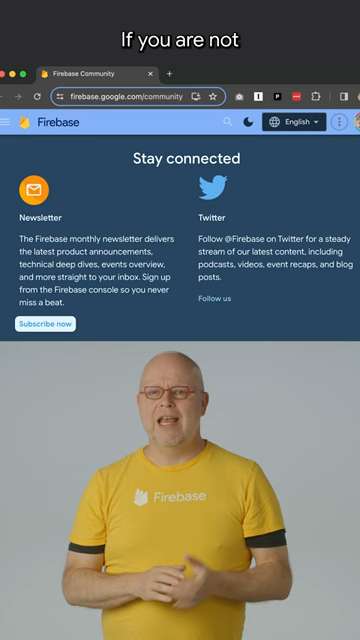 If you are not
Firebase Community
firebase.google.com/community
Firebase
English
Stay connected
Newsletter
The Firebase monthly newsletter delivers
the latest product announcements,
technical deep dives, events overview,
and more straight to your inbox. Sign up
from the Firebase console so you never
miss a beat.
Subscribe now
Twitter
Follow @Firebase on Twitter for a steady
stream of our latest content, including
podcasts, videos, event recaps, and blog
posts.
Follow us
Firebase